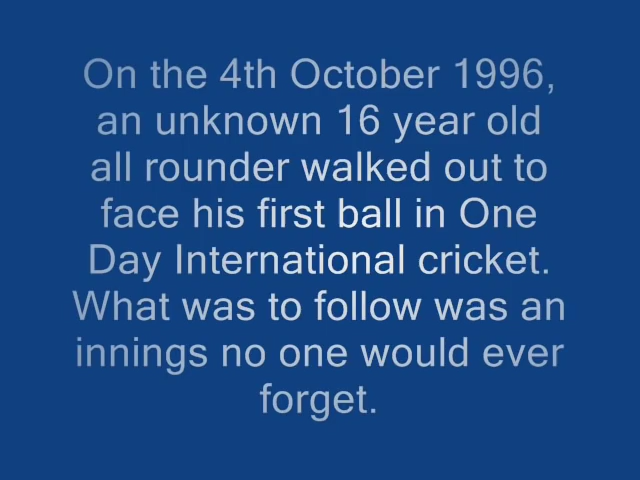 On the 4th October 1996,
an unknown 16 year old
all rounder walked out to
face his first ball in One
Day International cricket.
What was to follow was an
innings no one would ever
forget.